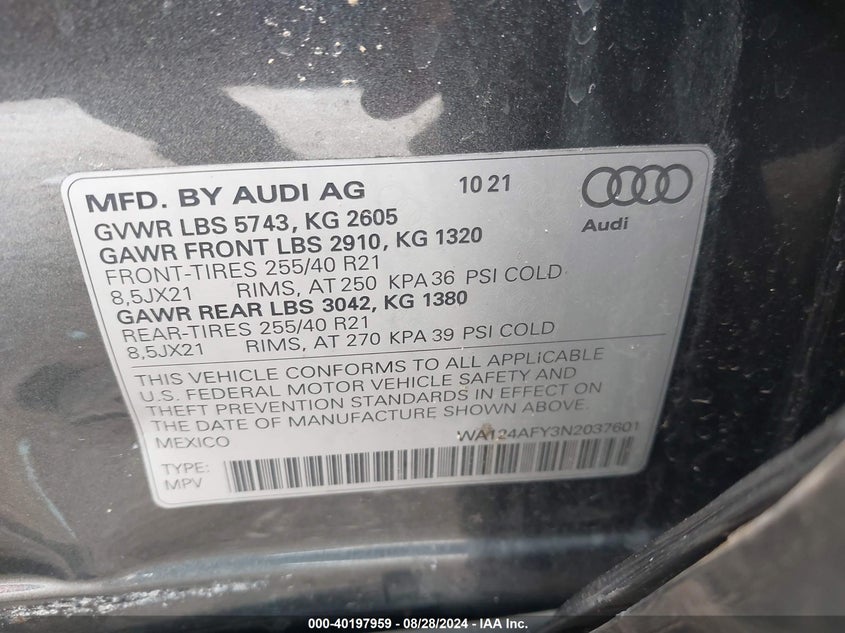 MFD. BY AUDI AG 10 21
Audi
GVWR LBS 5743, KG 2605
GAWR FRONT LBS 2910, KG 1320
FRONT-TIRES 255/40 R21
8,5JX21 RIMS, AT 250 KPA 36 PSI COLD
GAWR REAR LBS 3042, KG 1380
REAR-TIRES 255/40 R21
8,5JX21 RIMS, AT 270 KPA 39 PSI COLD
THIS VEHICLE CONFORMS TO ALL APPLICABLE
U.S. FEDERAL MOTOR VEHICLE SAFETY AND
THEFT PREVENTION STANDARDS IN EFFECT ON
THE DATE OF MANUFACTURE SHOWN ABOVE.
MEXICO WA124AFY3N2037601
TYPE:
MPV
000-40197959 - 08/28/2024 - IAA Inc.